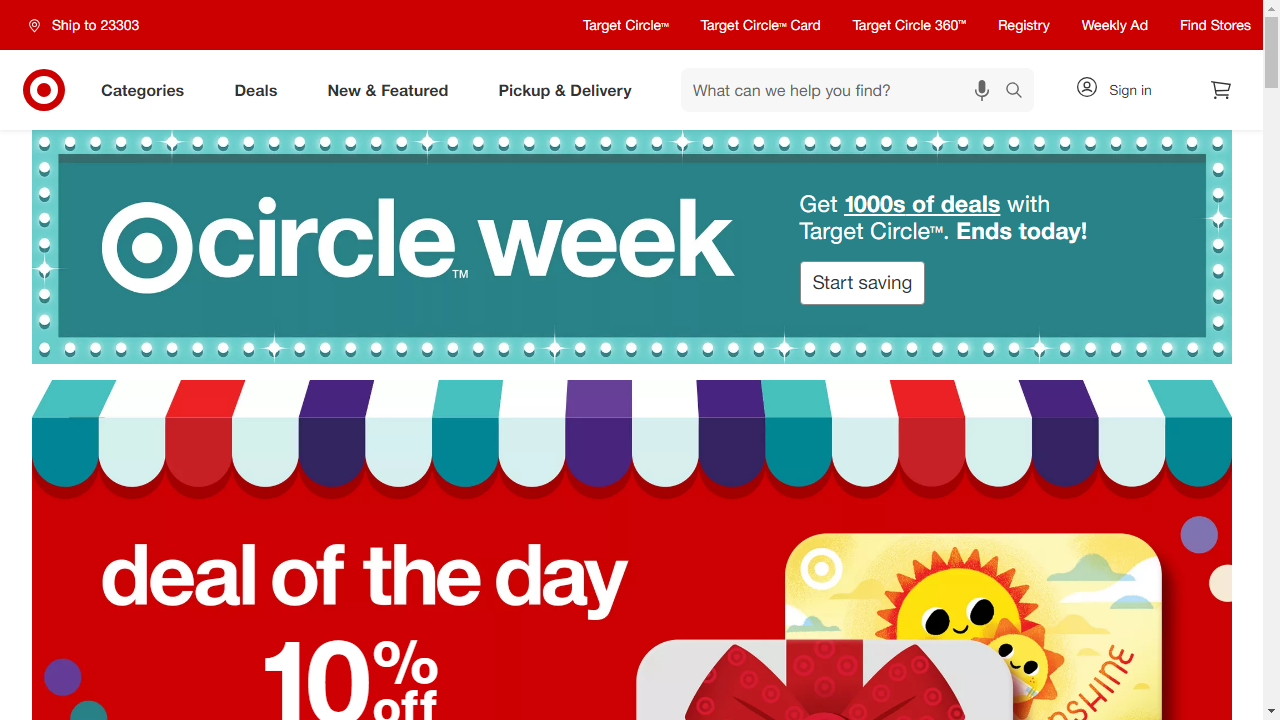 Ship to 23303
Target Circle™
Target Circle™ Card
Target Circle 360™
Registry
Weekly Ad
Find Stores
Categories
Deals
New & Featured
Pickup & Delivery
What can we help you find?
Sign in
circle™ week
Get 1000s of deals with
Target Circle™. Ends today!
Start saving
deal of the day
10%
off
SHINE